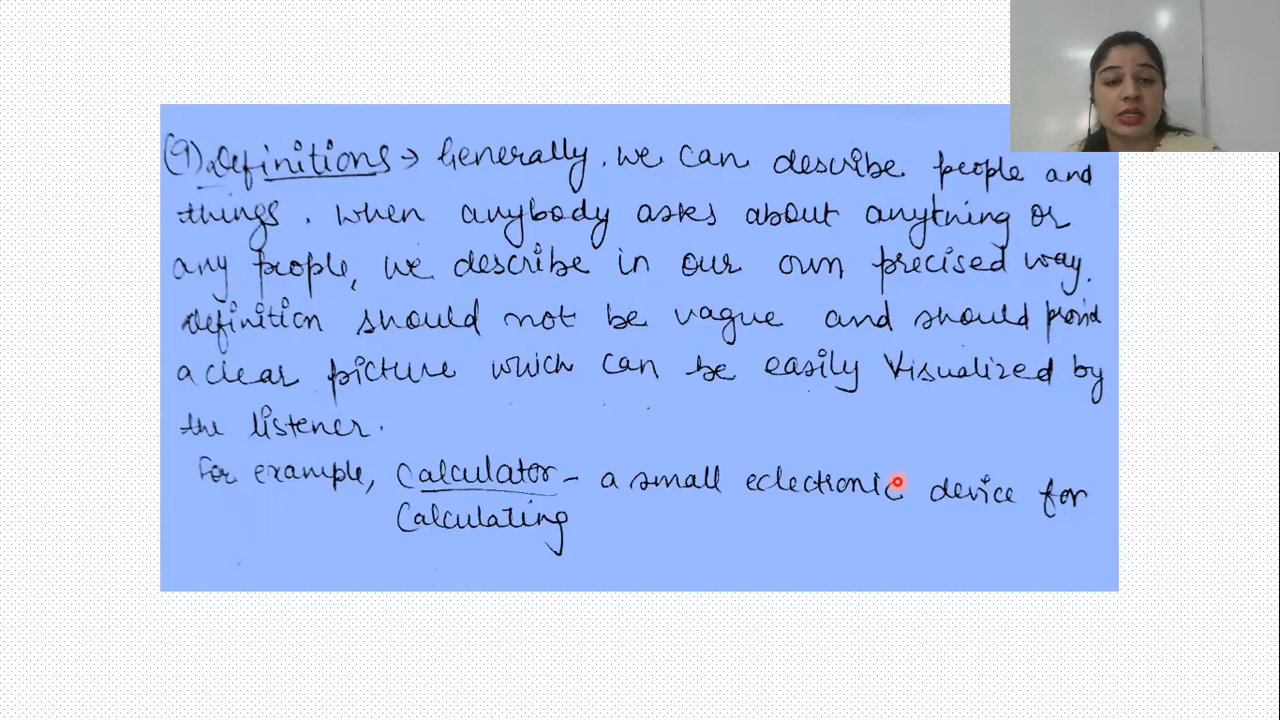 (9) Definitions → Generally, we can describe people and
things. When anybody asks about anything or
any people, we describe in our own precised way.
definition should not be vague and should provid
a clear picture which can be easily visualized by
the listener.
For example, Calculator - a small eclectionic device for
Calculating